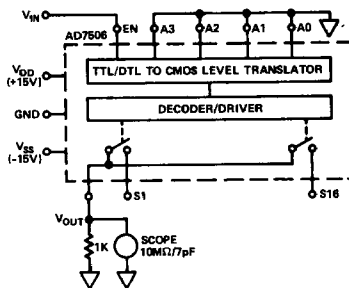 VIN
AD7506
EN
A3
A2
A1
A0
TTL/DTL TO CMOS LEVEL TRANSLATOR
VDD
(+15V)
DECODER/DRIVER
GND
VSS
(-15V)
S1
S16
VOUT
1K
SCOPE
10MΩ/7pF